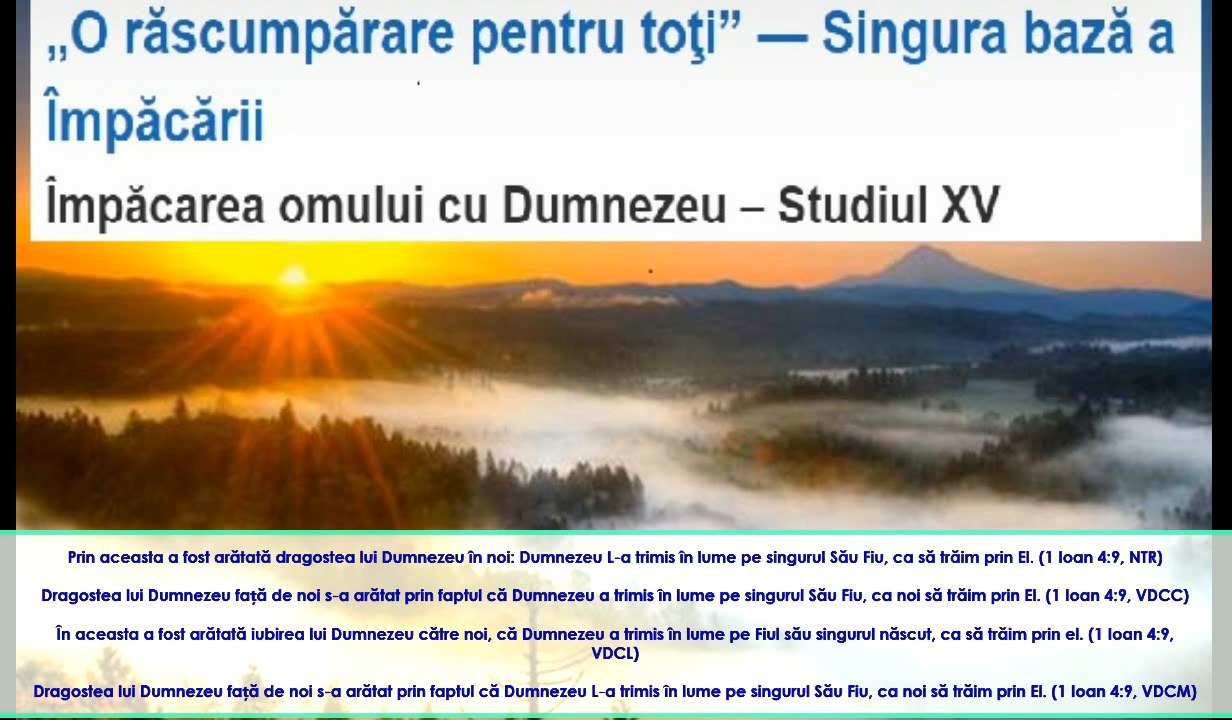 „O răscumpărare pentru toţi” — Singura bază a
Împăcării
Împăcarea omului cu Dumnezeu – Studiul XV
Prin aceasta a fost arătată dragostea lui Dumnezeu în noi: Dumnezeu L-a trimis în lume pe singurul Său Fiu, ca să trăim prin El. (1 Ioan 4:9, NTR)
Dragostea lui Dumnezeu față de noi s-a arătat prin faptul că Dumnezeu a trimis în lume pe singurul Său Fiu, ca noi să trăim prin El. (1 Ioan 4:9, VDCC)
În aceasta a fost arătată iubirea lui Dumnezeu către noi, că Dumnezeu a trimis în lume pe Fiul său singurul născut, ca să trăim prin el. (1 Ioan 4:9,
VDCL)
Dragostea lui Dumnezeu față de noi s-a arătat prin faptul că Dumnezeu L-a trimis în lume pe singurul Său Fiu, ca noi să trăim prin El. (1 Ioan 4:9, VDCM)